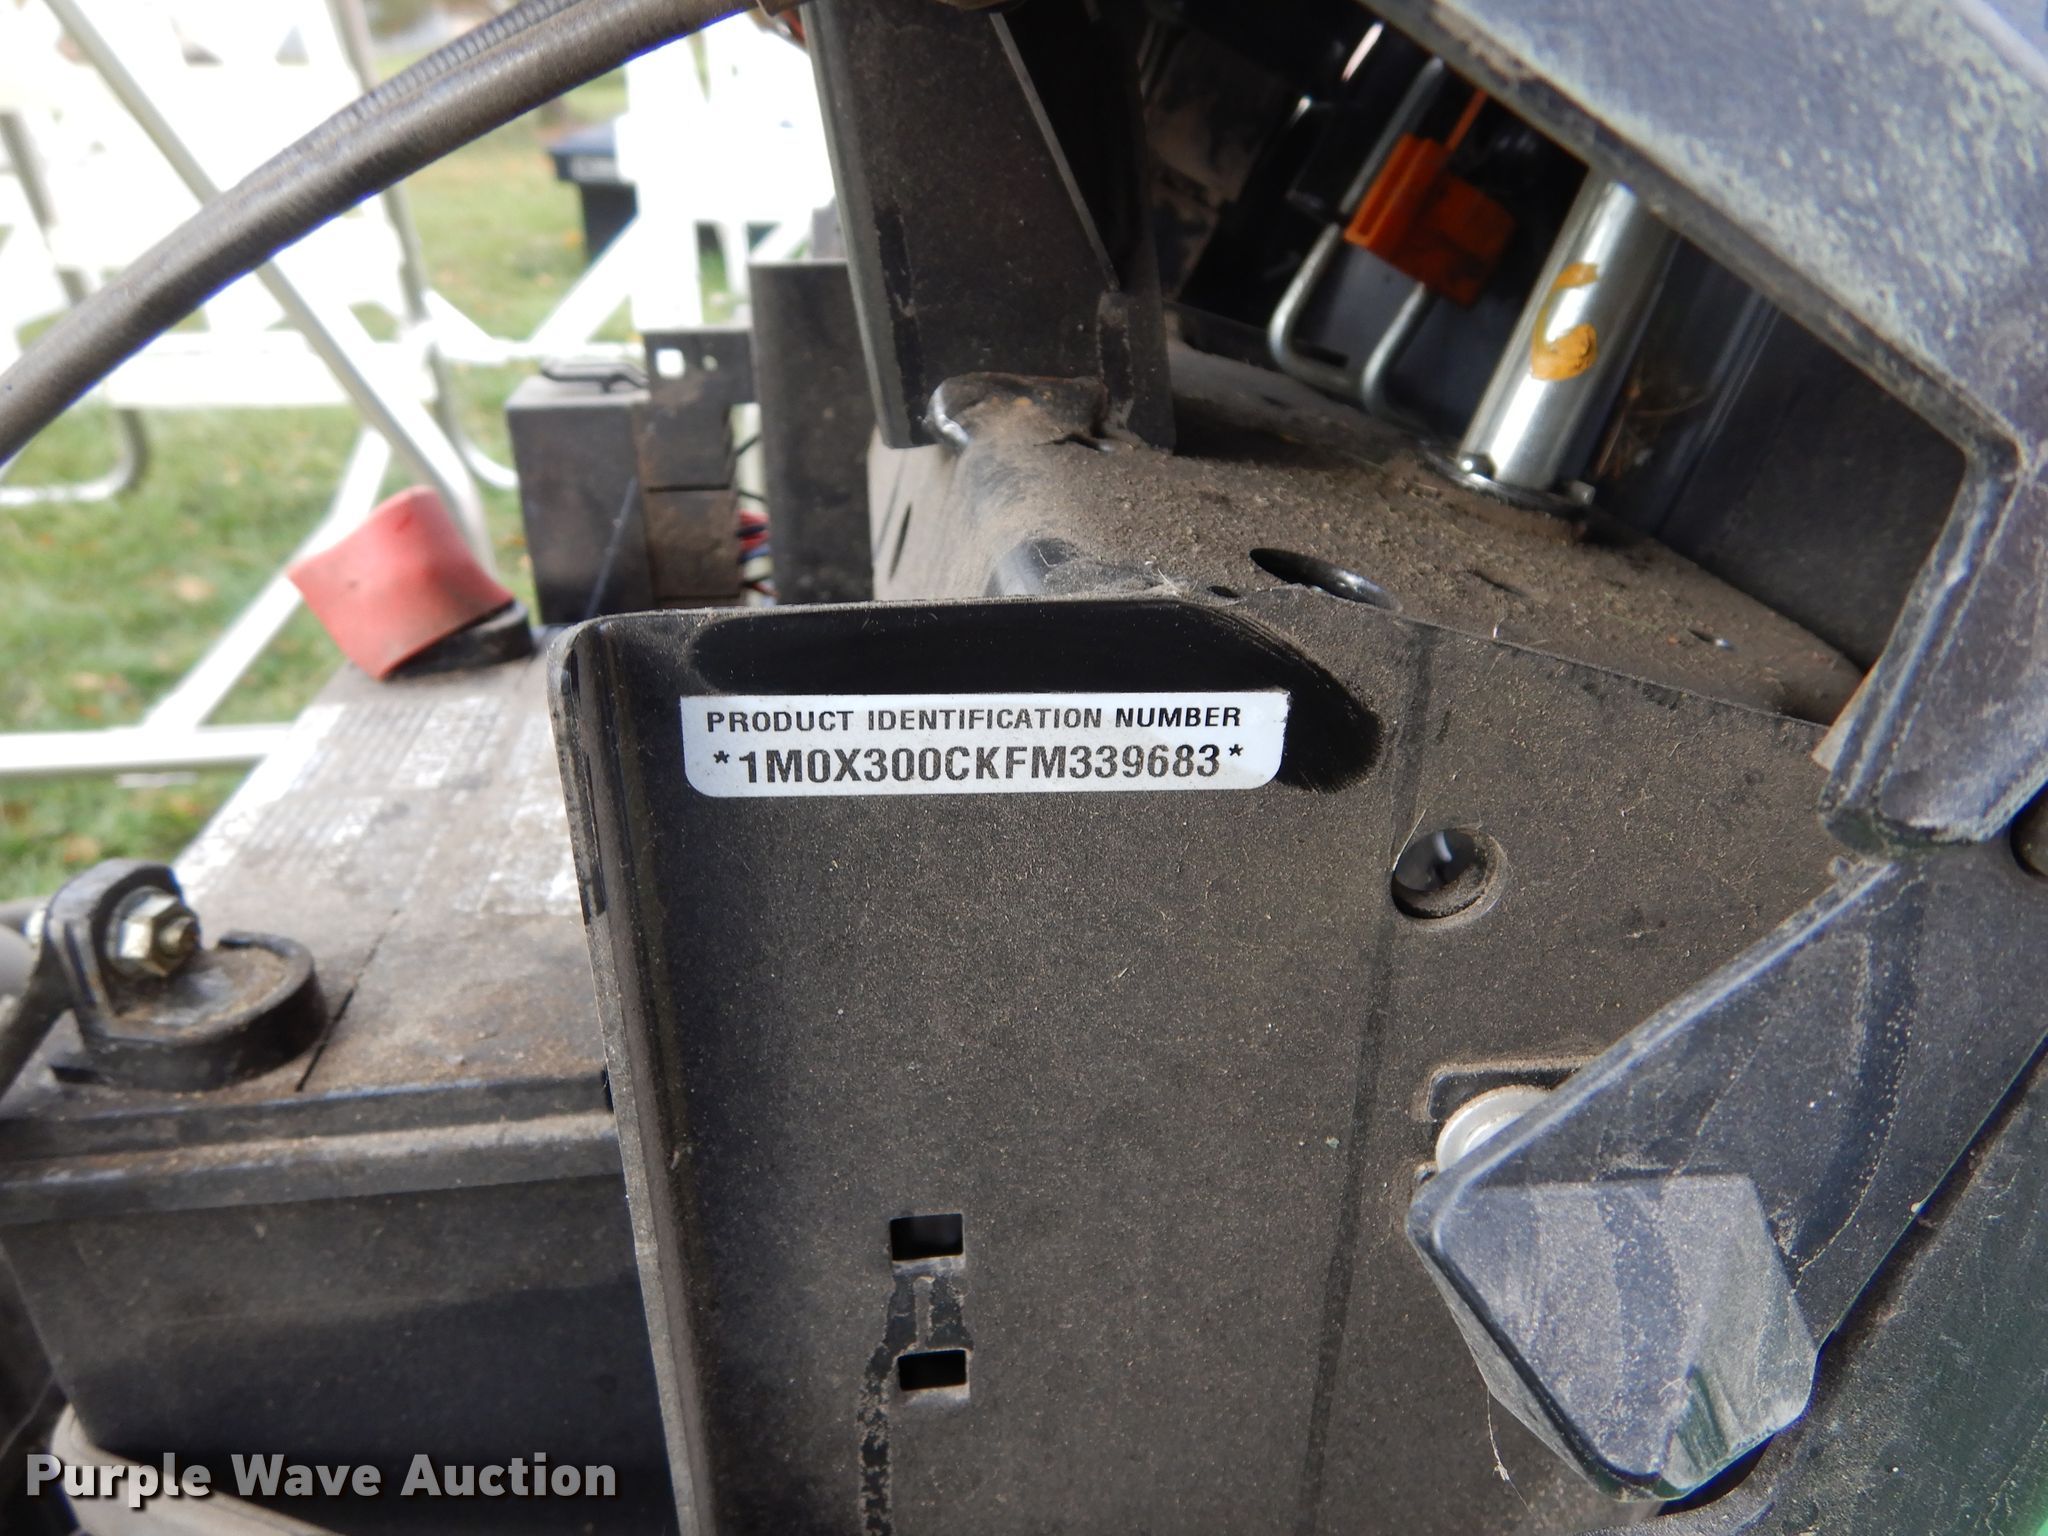 PRODUCT IDENTIFICATION NUMBER
*1M0X300CKFM339683*
Purple Wave Auction